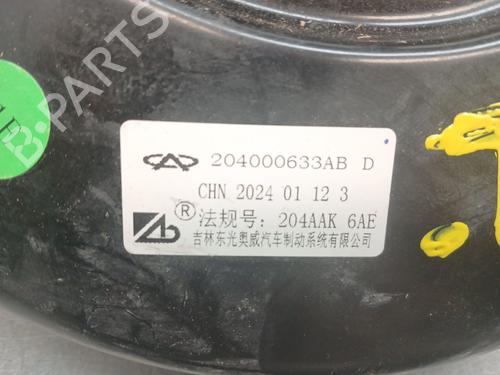 204000633AB D
CHN 2024 01 12 3
® 法规号: 204AAK 6AE
吉林东光奥威汽车制动系统有限公司
B-PARTS